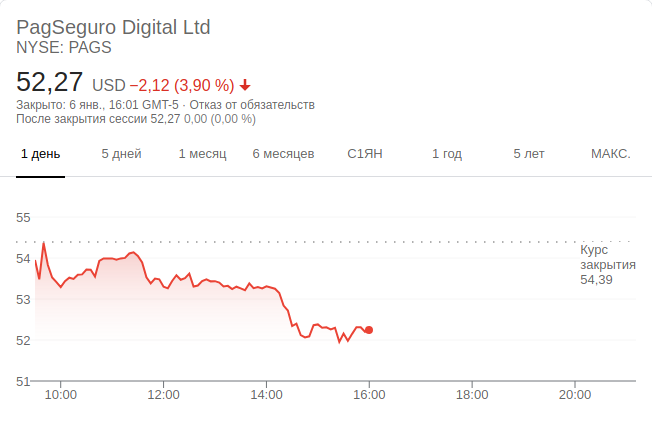 PagSeguro Digital Ltd
NYSE: PAGS
52,27 USD −2,12 (3,90 %)
Закрыто: 6 янв., 16:01 GMT-5 · Отказ от обязательств
После закрытия сессии 52,27 0,00 (0,00 %)
1 день 5 дней 1 месяц 6 месяцев С1ЯН 1 год 5 лет МАКС.
55
54
53
52
51
Курс
закрытия
54,39
10:00 12:00 14:00 16:00 18:00 20:00